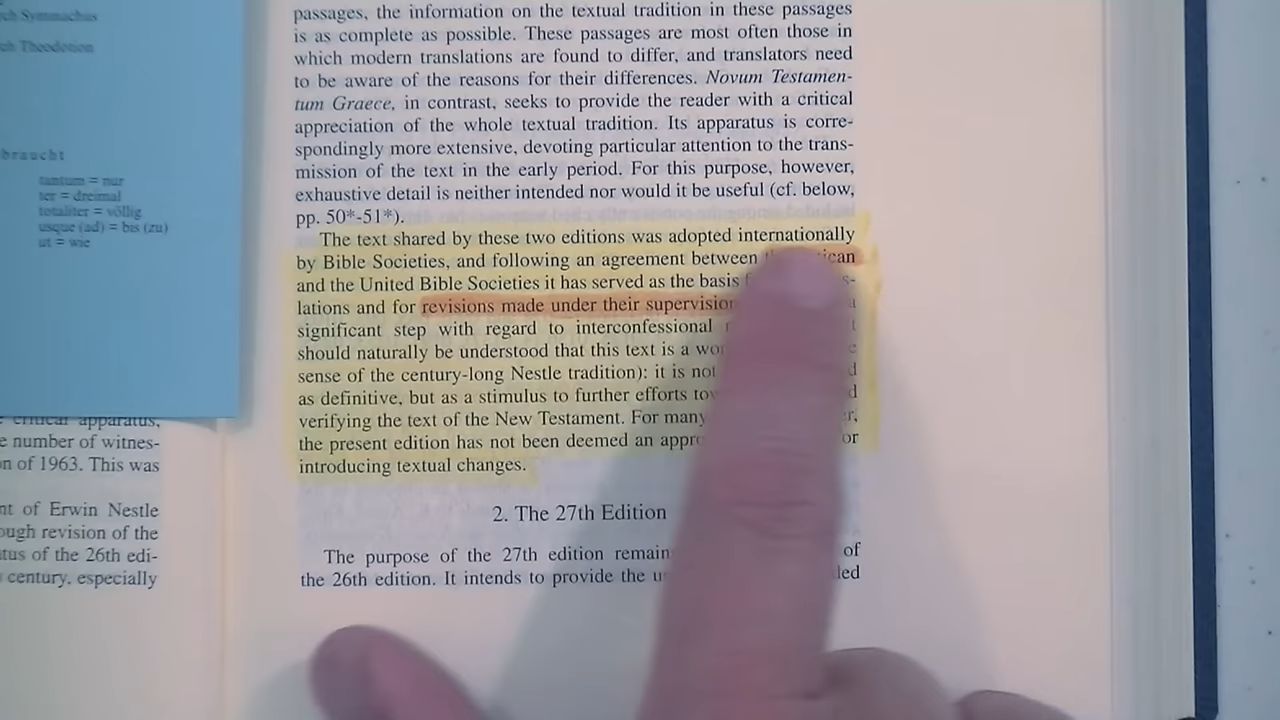 ch Symmachus
ch Theodotion
braucht
tantum = nur
ter = dreimal
totaliter = völlig
usque (ad) = bis (zu)
ut = wie
critical apparatus,
e number of witnes-
n of 1963. This was
nt of Erwin Nestle
ough revision of the
tus of the 26th edi-
century, especially
passages, the information on the textual tradition in these passages
is as complete as possible. These passages are most often those in
which modern translations are found to differ, and translators need
to be aware of the reasons for their differences. Novum Testamen-
tum Graece, in contrast, seeks to provide the reader with a critical
appreciation of the whole textual tradition. Its apparatus is corre-
spondingly more extensive, devoting particular attention to the trans-
mission of the text in the early period. For this purpose, however,
exhaustive detail is neither intended nor would it be useful (cf. below,
pp. 50*-51*).
The text shared by these two editions was adopted internationally
by Bible Societies, and following an agreement between ican
and the United Bible Societies it has served as the basis s-
lations and for revisions made under their supervision
significant step with regard to interconfessional
should naturally be understood that this text is a
sense of the century-long Nestle tradition): it is not
as definitive, but as a stimulus to further efforts
verifying the text of the New Testament. For many
the present edition has not been deemed an or
introducing textual changes.
2. The 27th Edition
The purpose of the 27th edition of
the 26th edition. It intends to provide the